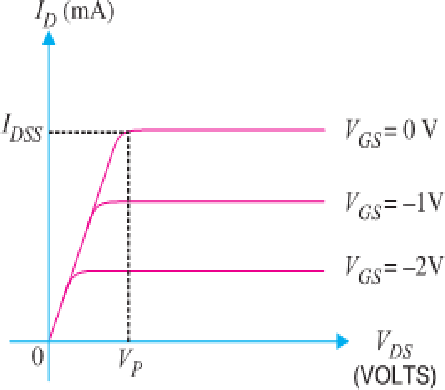 I_D (mA)
I_DSS
V_GS = 0 V
V_GS = –1V
V_GS = –2V
0
V_P
V_DS
(VOLTS)